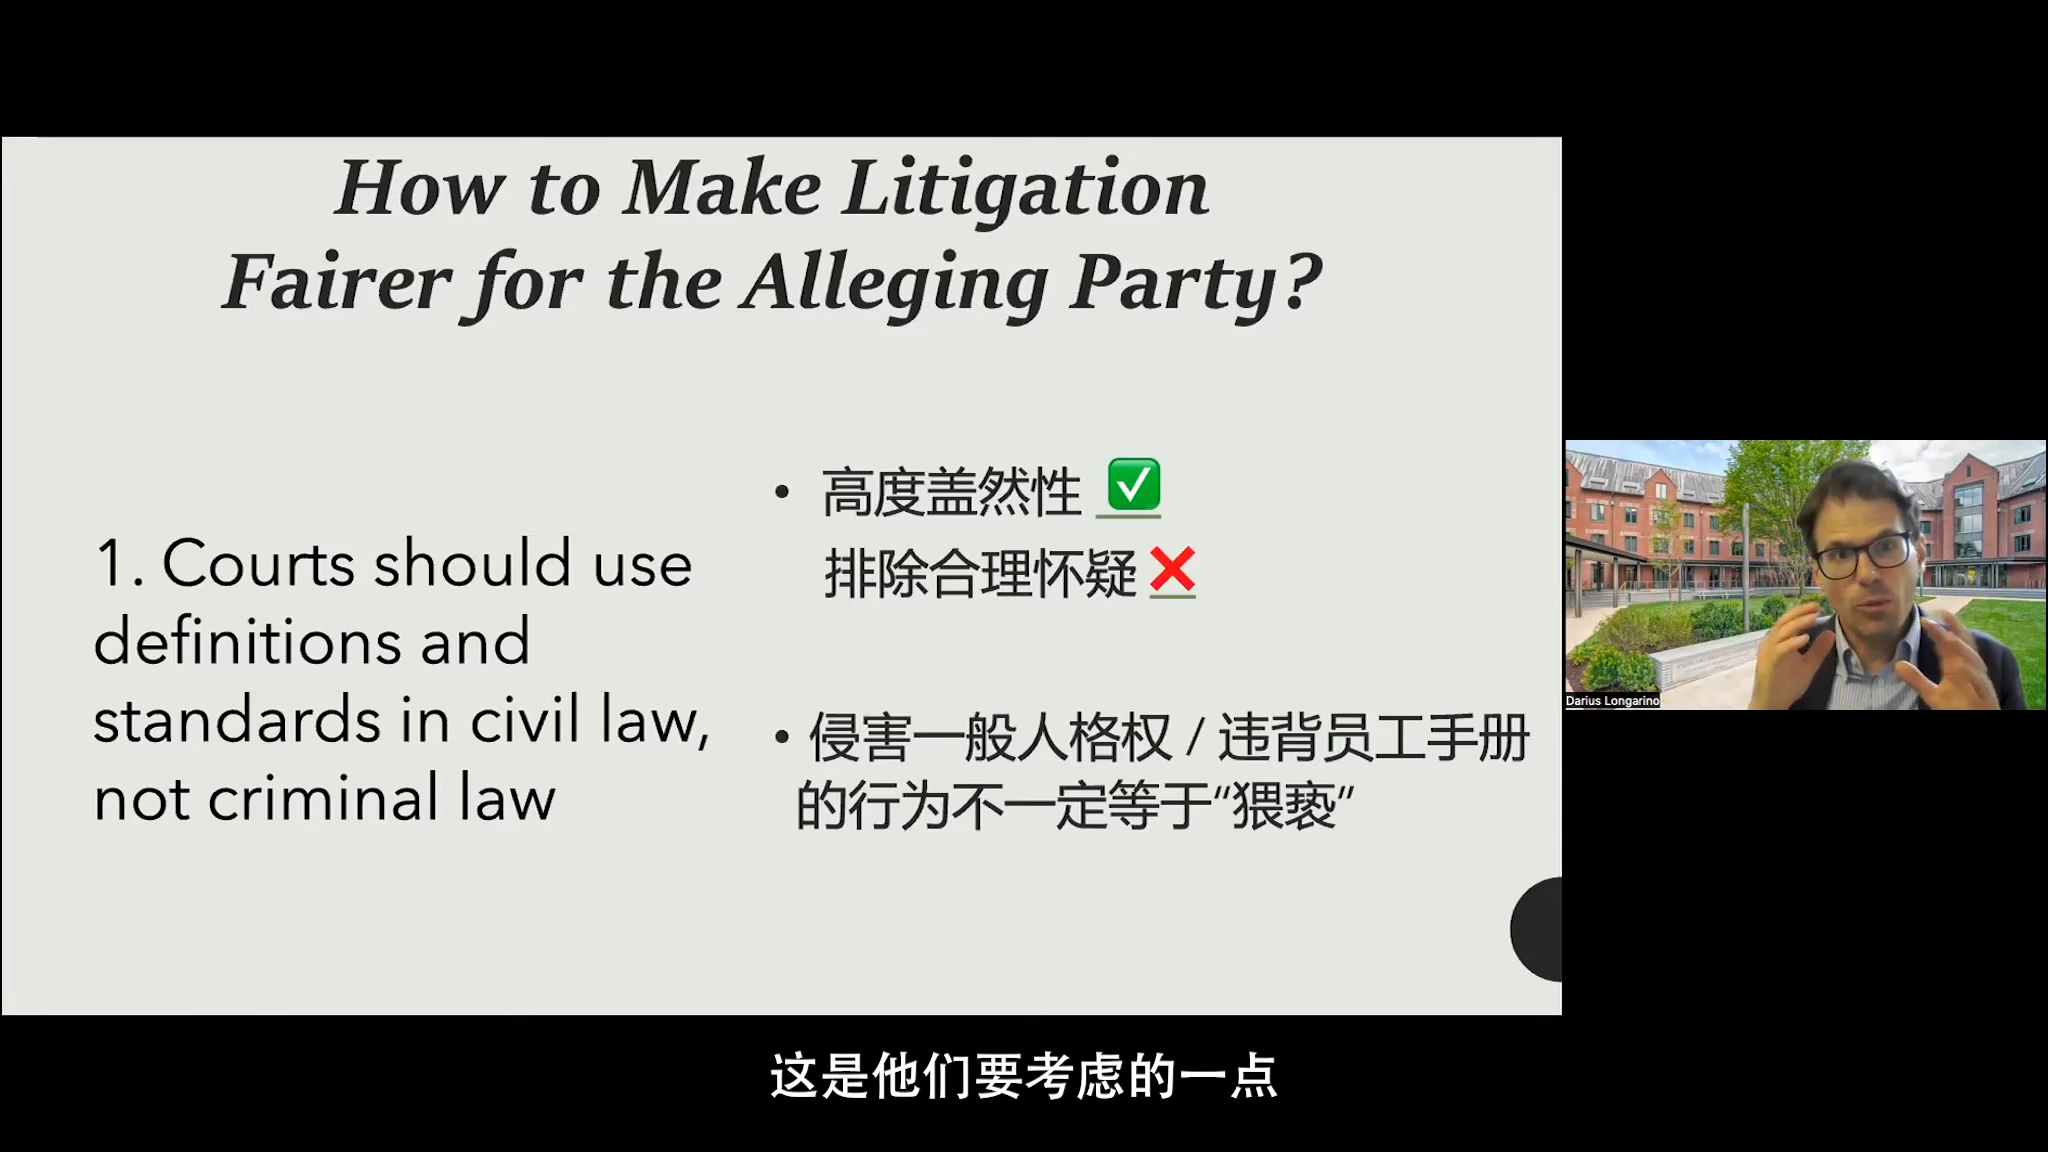 How to Make Litigation
Fairer for the Alleging Party?
1. Courts should use
definitions and
standards in civil law,
not criminal law
• 高度盖然性 ✅
排除合理怀疑 ❌
• 侵害一般人格权 / 违背员工手册
的行为不一定等于“猥亵”
Darius Longarino
这是他们要考虑的一点